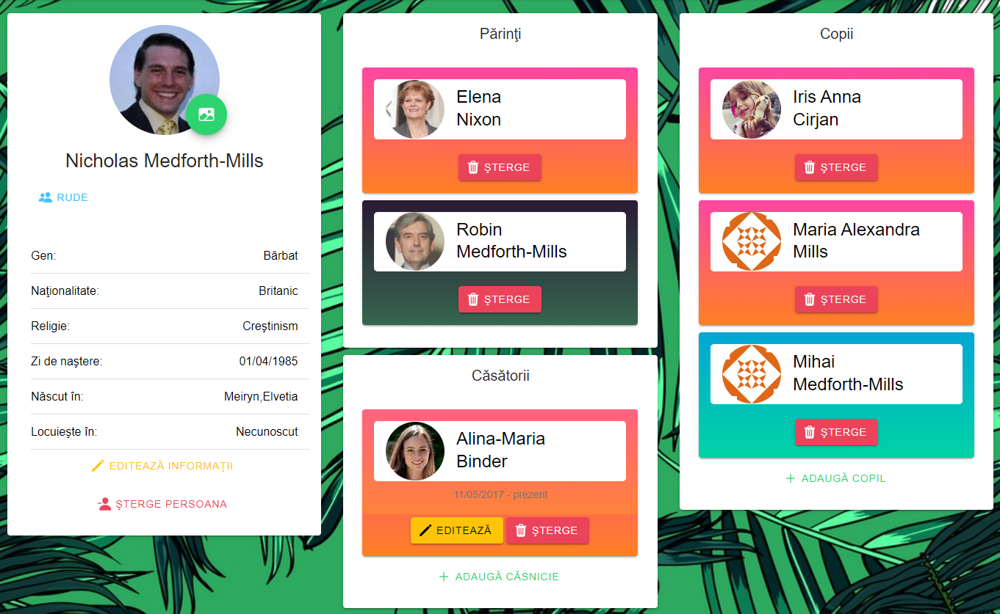 Nicholas Medforth-Mills
RUDE
Gen: Bărbat
Naţionalitate: Britanic
Religie: Creştinism
Zi de naştere: 01/04/1985
Născut în: Meiryn,Elvetia
Locuieşte în: Necunoscut
EDITEAZĂ INFORMAŢII
ŞTERGE PERSOANA
Părinţi
Elena
Nixon
ŞTERGE
Robin
Medforth-Mills
ŞTERGE
Căsătorii
Alina-Maria
Binder
11/05/2017 - prezent
EDITEAZĂ ŞTERGE
ADAUGĂ CĂSNICIE
Copii
Iris Anna
Cirjan
ŞTERGE
Maria Alexandra
Mills
ŞTERGE
Mihai
Medforth-Mills
ŞTERGE
ADAUGĂ COPIL